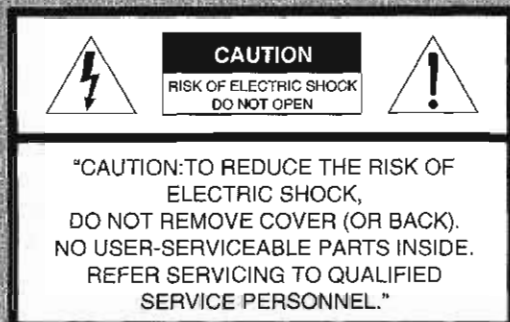 CAUTION
RISK OF ELECTRIC SHOCK
DO NOT OPEN
"CAUTION:TO REDUCE THE RISK OF
ELECTRIC SHOCK,
DO NOT REMOVE COVER (OR BACK).
NO USER-SERVICEABLE PARTS INSIDE.
REFER SERVICING TO QUALIFIED
SERVICE PERSONNEL."